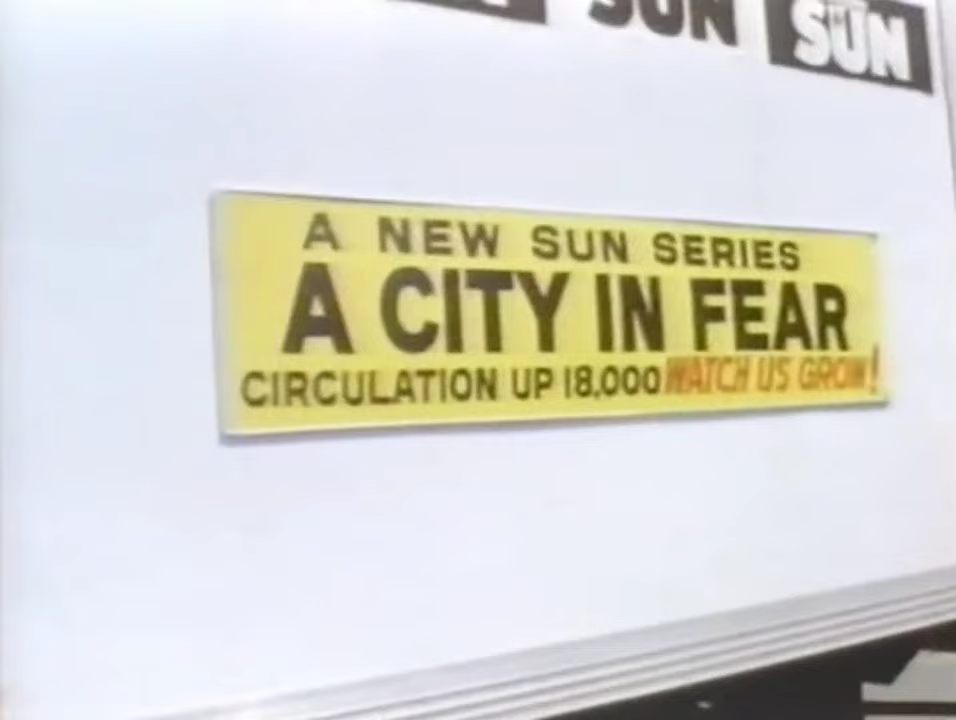 SUN SUN
A NEW SUN SERIES
A CITY IN FEAR
CIRCULATION UP 18,000 WATCH US GROW!